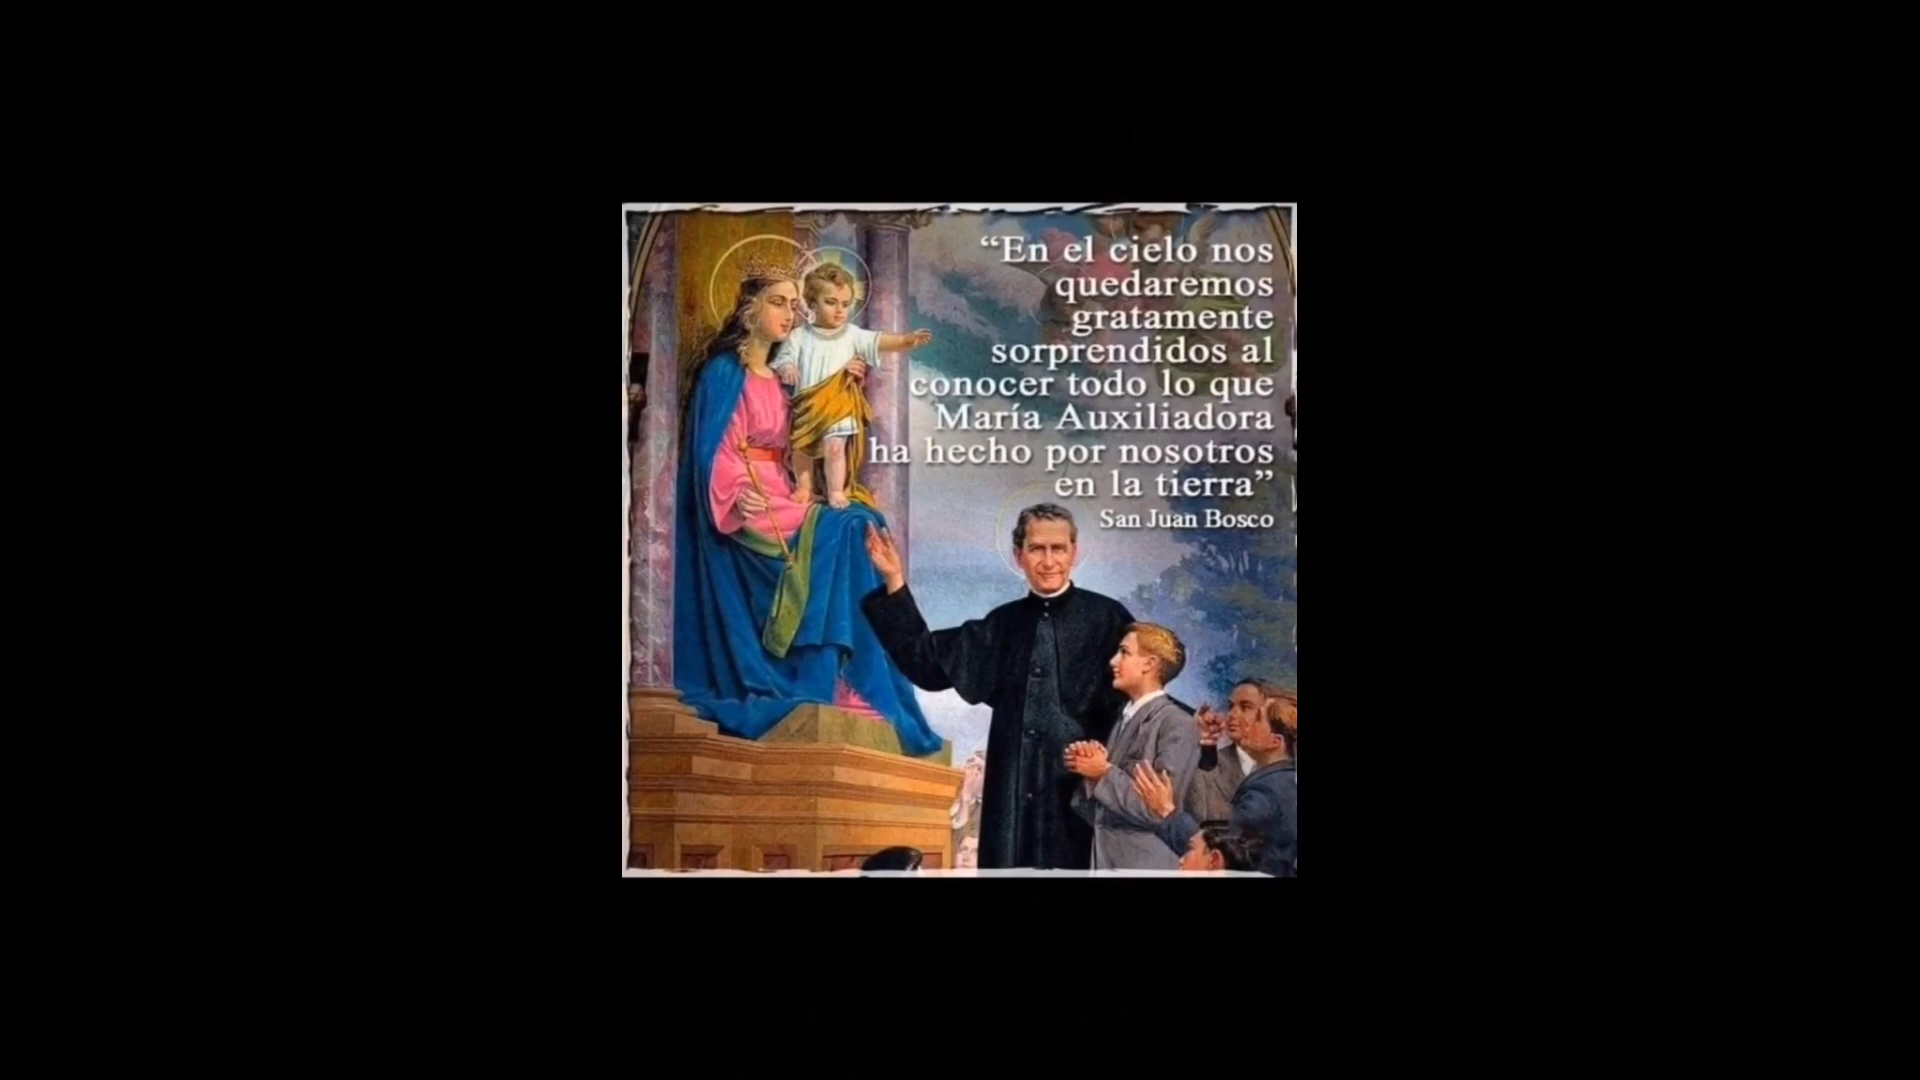 “En el cielo nos
quedaremos
gratamente
sorprendidos al
conocer todo lo que
María Auxiliadora
ha hecho por nosotros
en la tierra”
San Juan Bosco